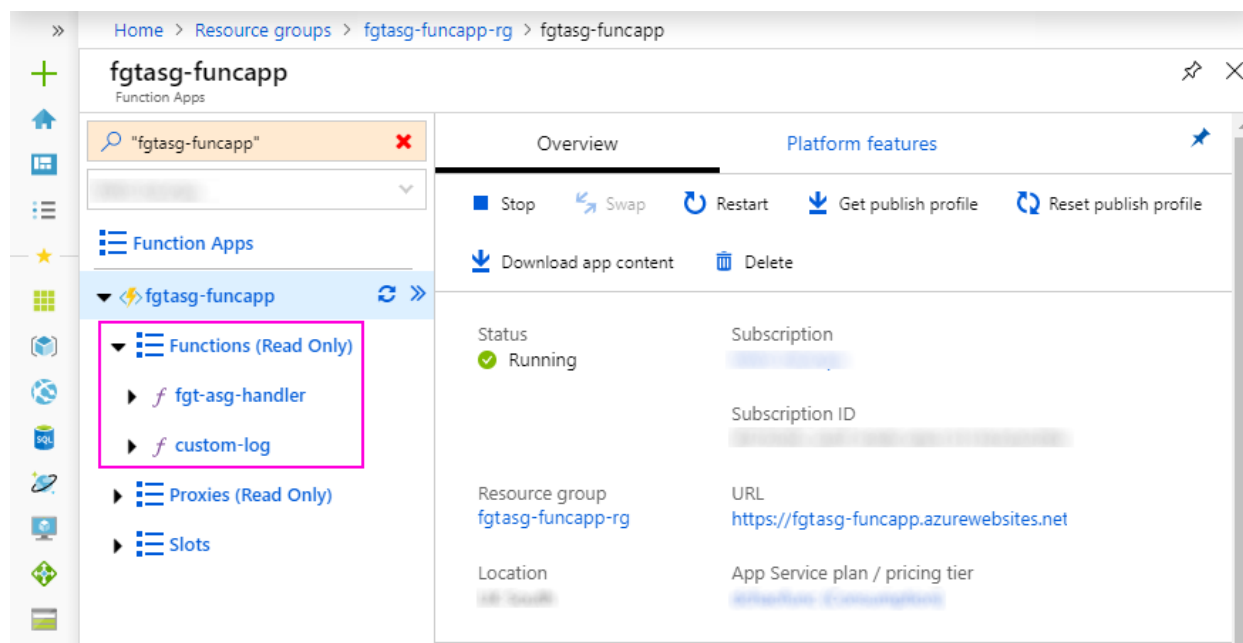 Home > Resource groups > fgtasg-funcapp-rg > fgtasg-funcapp
fgtasg-funcapp
Function Apps
"fgtasg-funcapp"
Function Apps
fgtasg-funcapp
Functions (Read Only)
fgt-asg-handler
custom-log
Proxies (Read Only)
Slots
Overview
Platform features
Stop
Swap
Restart
Get publish profile
Reset publish profile
Download app content
Delete
Status
Running
Subscription
Subscription ID
Resource group
fgtasg-funcapp-rg
URL
https://fgtasg-funcapp.azurewebsites.net
Location
App Service plan / pricing tier
SQL